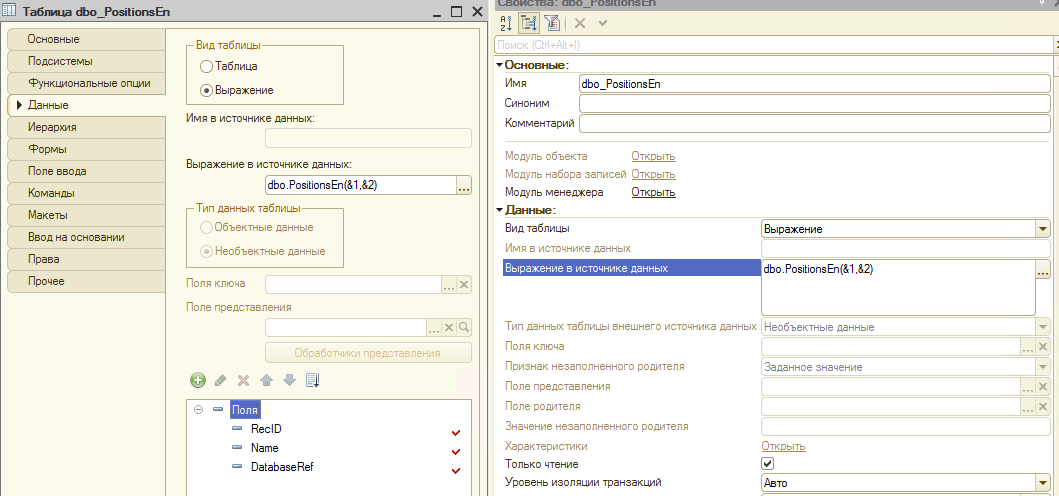 Таблица dbo_PositionsEn
Основные
Подсистемы
Функциональные опции
Данные
Иерархия
Формы
Поле ввода
Команды
Макеты
Ввод на основании
Права
Прочее
Вид таблицы
Таблица
Выражение
Имя в источнике данных:
Выражение в источнике данных:
dbo.PositionsEn(&1,&2)
...
Тип данных таблицы
Объектные данные
Необъектные данные
Поля ключа
...
Поле представления
...
Обработчики представления
Поля
RecID
Name
DatabaseRef
Свойства: dbo_PositionsEn
Поиск (Ctrl+Alt+I)
Основные:
Имя
dbo_PositionsEn
Синоним
Комментарий
Модуль объекта Открыть
Модуль набора записей Открыть
Модуль менеджера Открыть
Данные:
Вид таблицы Выражение
Имя в источнике данных
Выражение в источнике данных dbo.PositionsEn(&1,&2)
...
Тип данных таблицы внешнего источника данных Необъектные данные
Поля ключа
...
Признак незаполненного родителя Заданное значение
Поле представления
...
Поле родителя
...
Значение незаполненного родителя
Характеристики Открыть
Только чтение
Уровень изоляции транзакций Авто